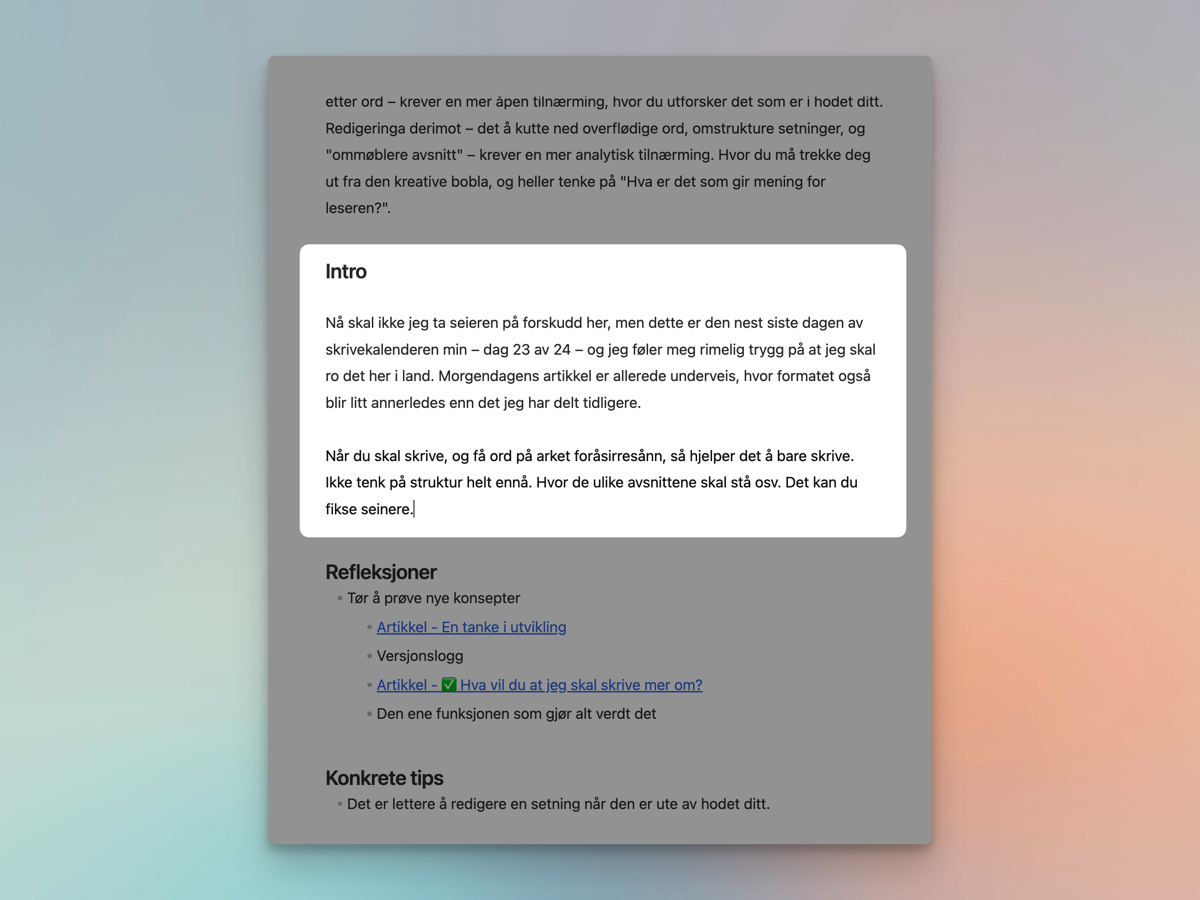 etter ord – krever en mer åpen tilnærming, hvor du utforsker det som er i hodet ditt.
Redigeringa derimot – det å kutte ned overflødige ord, omstrukture setninger, og
"ommøblere avsnitt" – krever en mer analytisk tilnærming. Hvor du må trekke deg
ut fra den kreative bobla, og heller tenke på "Hva er det som gir mening for
leseren?".
Intro
Nå skal ikke jeg ta seieren på forskudd her, men dette er den nest siste dagen av
skrivekalenderen min – dag 23 av 24 – og jeg føler meg rimelig trygg på at jeg skal
ro det her i land. Morgendagens artikkel er allerede underveis, hvor formatet også
blir litt annerledes enn det jeg har delt tidligere.
Når du skal skrive, og få ord på arket foråsirresånn, så hjelper det å bare skrive.
Ikke tenk på struktur helt ennå. Hvor de ulike avsnittene skal stå osv. Det kan du
fikse seinere.
Refleksjoner
• Tør å prøve nye konsepter
• Artikkel - En tanke i utvikling
• Versjonslogg
• Artikkel - ✅ Hva vil du at jeg skal skrive mer om?
• Den ene funksjonen som gjør alt verdt det
Konkrete tips
• Det er lettere å redigere en setning når den er ute av hodet ditt.